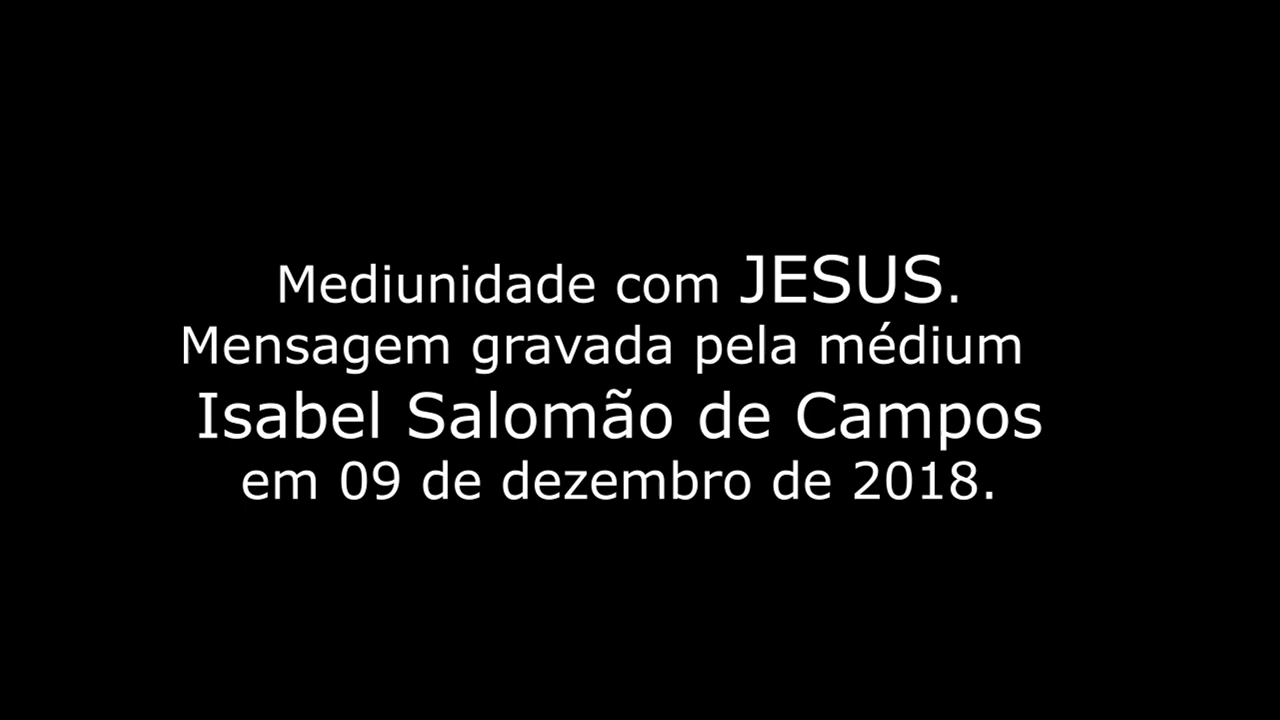 Mediunidade com JESUS.
Mensagem gravada pela médium
Isabel Salomão de Campos
em 09 de dezembro de 2018.